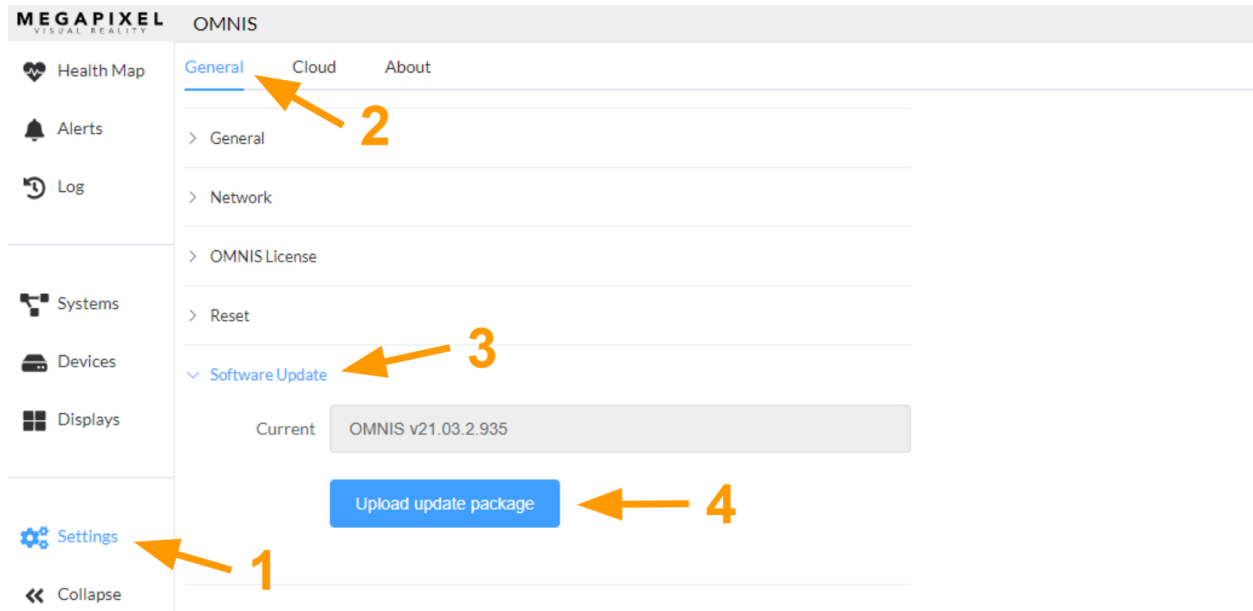 MEGAPIXEL
VISUAL REALITY
OMNIS
Health Map
Alerts
Log
Systems
Devices
Displays
Settings
Collapse
General
Cloud
About
General
Network
OMNIS License
Reset
Software Update
Current
OMNIS v21.03.2.935
Upload update package
1
2
3
4